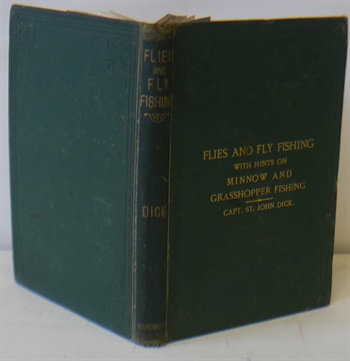 FLIES
AND
FLY
FISHING
DICK
FLIES AND FLY FISHING
WITH HINTS ON
MINNOW AND
GRASSHOPPER FISHING
CAPT. ST. JOHN DICK.